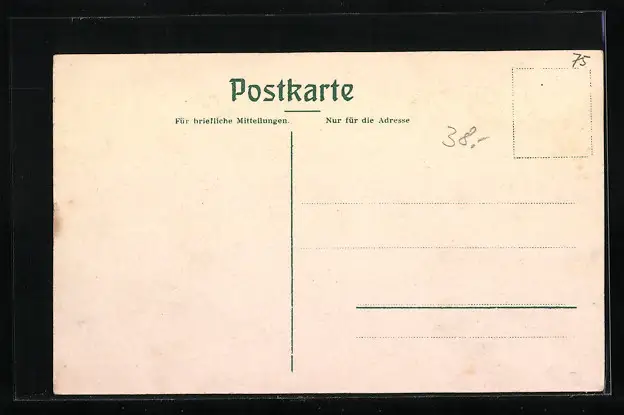 75
Postkarte
Für briefliche Mitteilungen. Nur für die Adresse
38.-